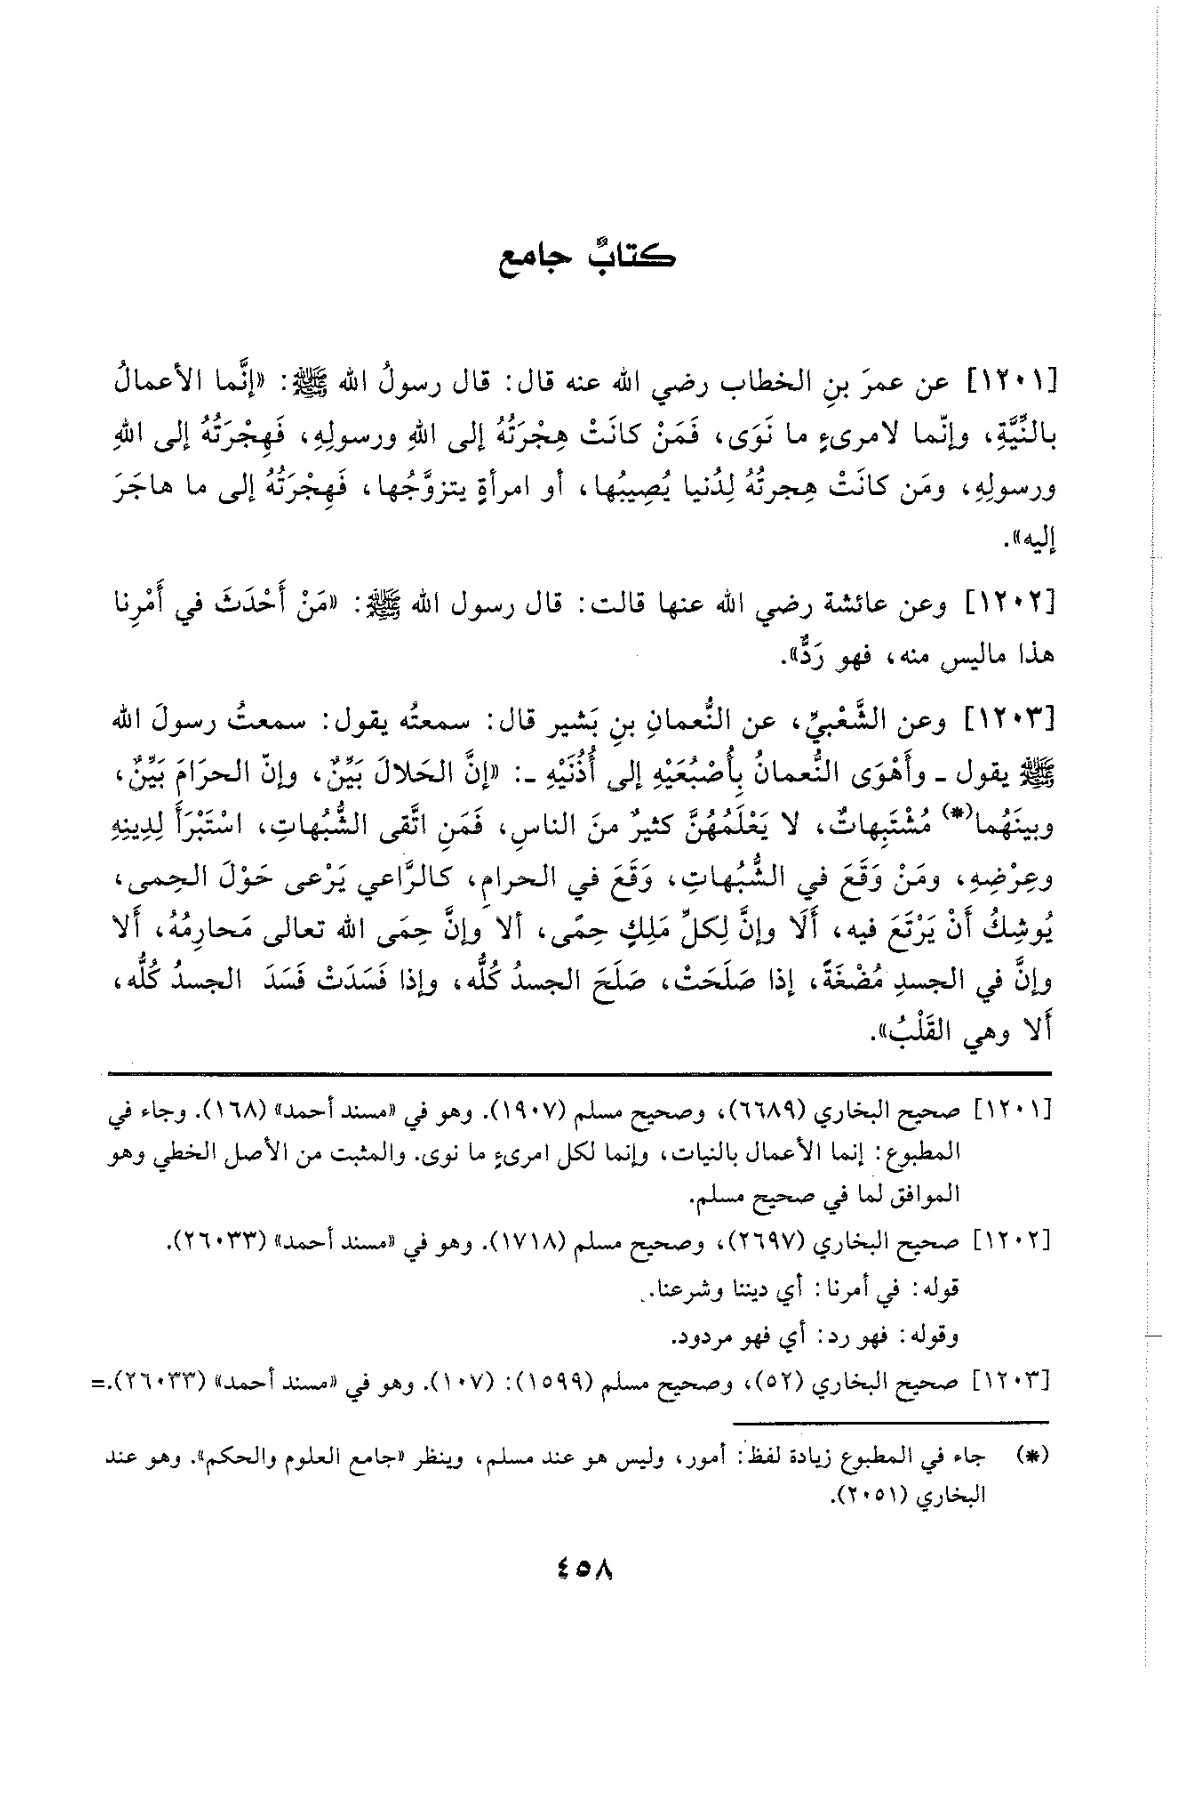 كتابٌ جامع
[١٢٠١] عن عمرَ بنِ الخطاب رضي الله عنه قال: قال رسولُ الله ﷺ: «إنَّما الأعمالُ
بالنِّيَّةِ، وإنّما لامرىءٍ ما نَوَى، فَمَنْ كانَتْ هِجْرَتُهُ إلى اللهِ ورسولِهِ، فَهِجْرَتُهُ إلى اللهِ
ورسولِهِ، ومَن كانَتْ هِجرتُهُ لِدُنيا يُصِيبُها، أو امرأةٍ يتزوَّجُها، فَهِجْرَتُهُ إلى ما هاجَرَ
إليه».
[١٢٠٢] وعن عائشة رضي الله عنها قالت: قال رسول الله ﷺ: «مَنْ أَحْدَثَ في أَمْرِنا
هذا ماليس منه، فهو رَدٌّ».
[١٢٠٣] وعن الشَّعْبيِّ، عن النُّعمانِ بنِ بَشير قال: سمعتُه يقول: سمعتُ رسولَ الله
ﷺ يقول ـ وأَهْوَى النُّعمانُ بِأُصْبُعَيْهِ إلى أُذُنَيْهِ ـ: «إنَّ الحَلالَ بَيِّنٌ، وإنّ الحرَامَ بَيِّنٌ،
وبينَهُما(*) مُشْتَبِهاتٌ، لا يَعْلَمُهُنَّ كثيرٌ منَ الناسِ، فَمَنِ اتَّقى الشُّبُهاتِ، اسْتَبْرَأَ لِدِينِهِ
وعِرْضِهِ، ومَنْ وَقَعَ في الشُّبُهاتِ، وَقَعَ في الحرامِ، كالرَّاعي يَرْعى حَوْلَ الحِمى،
يُوشِكُ أَنْ يَرْتَعَ فيه، أَلَا وإنَّ لِكلِّ مَلِكٍ حِمًى، ألا وإنَّ حِمَى الله تعالى مَحارِمُهُ، أَلا
وإنَّ في الجسدِ مُضْغَةً، إذا صَلَحَتْ، صَلَحَ الجسدُ كُلُّه، وإذا فَسَدَتْ فَسَدَ الجسدُ كُلُّه،
أَلا وهي القَلْبُ».
[١٢٠١] صحيح البخاري (٦٦٨٩)، وصحيح مسلم (١٩٠٧). وهو في «مسند أحمد» (١٦٨). وجاء في
المطبوع: إنما الأعمال بالنيات، وإنما لكل امرىءٍ ما نوى. والمثبت من الأصل الخطي وهو
الموافق لما في صحيح مسلم.
[١٢٠٢] صحيح البخاري (٢٦٩٧)، وصحيح مسلم (١٧١٨). وهو في «مسند أحمد» (٢٦٠٣٣).
قوله: في أمرنا: أي ديننا وشرعنا.
وقوله: فهو رد: أي فهو مردود.
[١٢٠٣] صحيح البخاري (٥٢)، وصحيح مسلم (١٥٩٩): (١٠٧). وهو في «مسند أحمد» (٢٦٠٣٣).=
(*) جاء في المطبوع زيادة لفظ: أمور، وليس هو عند مسلم، وينظر «جامع العلوم والحكم». وهو عند
البخاري (٢٠٥١).
٤٥٨